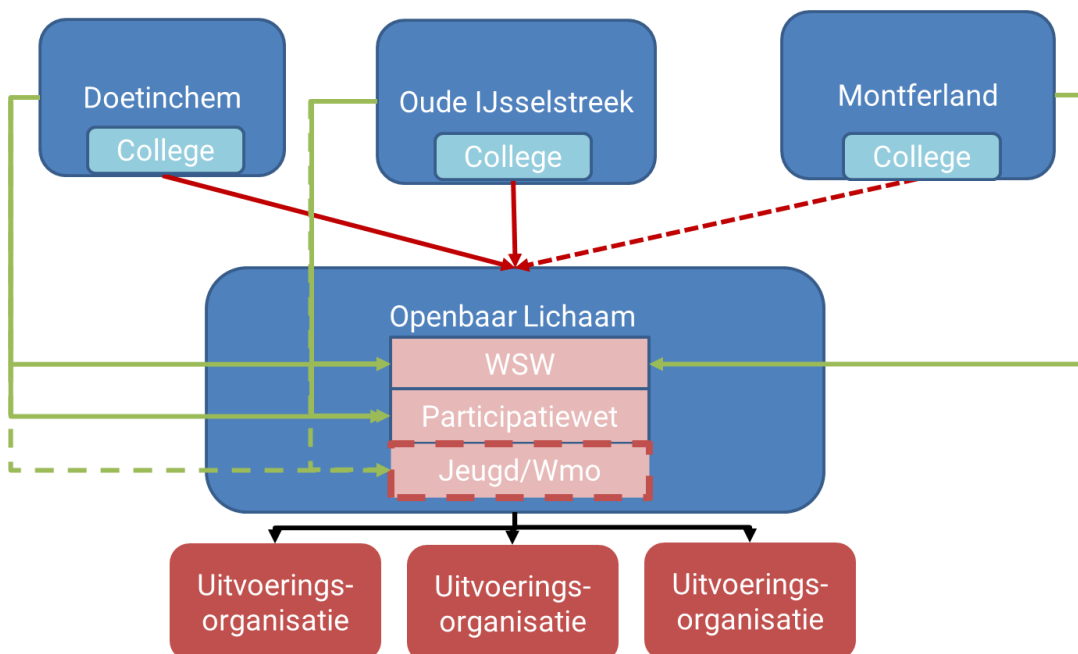 Doetinchem
College
Oude IJsselstreek
College
Montferland
College
Openbaar Lichaam
WSW
Participatiewet
Jeugd/Wmo
Uitvoerings-
organisatie
Uitvoerings-
organisatie
Uitvoerings-
organisatie